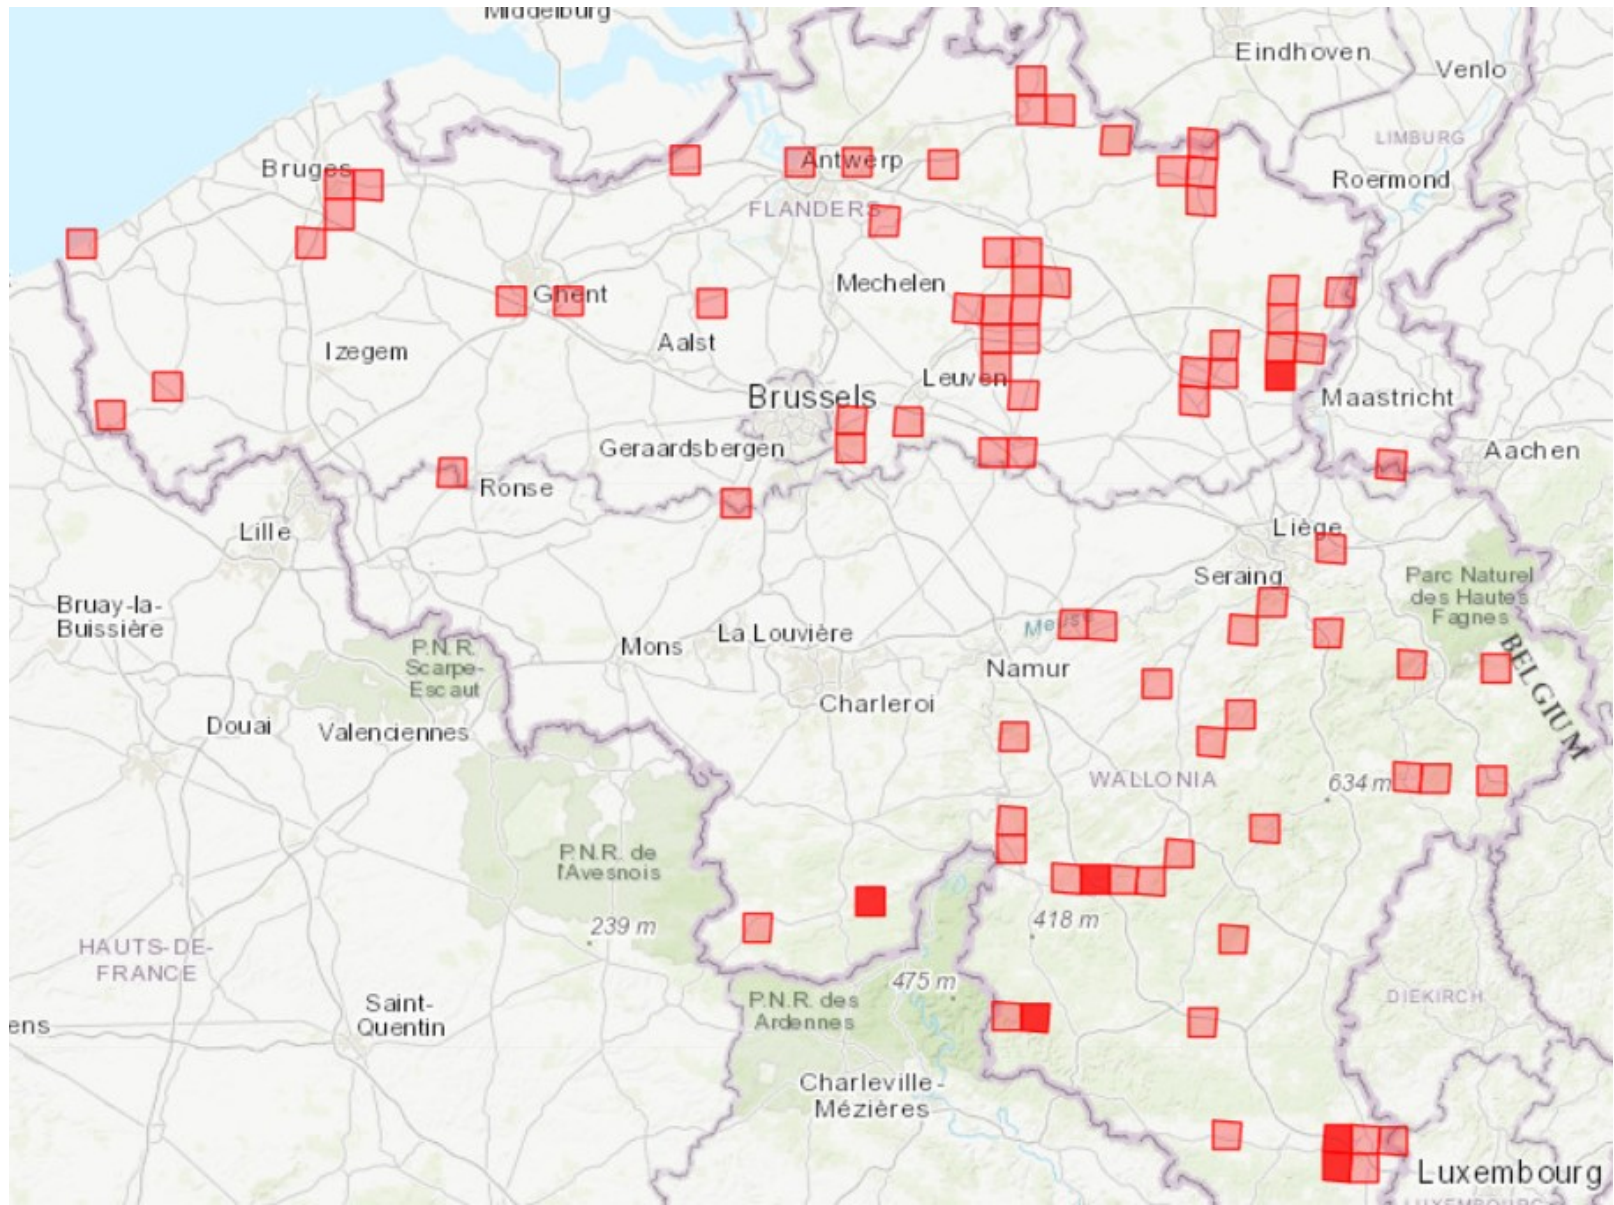 Middelburg
Eindhoven
Venlo
LIMBURG
Bruges
Antwerp
Roermond
FLANDERS
Mechelen
Ghent
Izegem
Aalst
Leuven
Brussels
Maastricht
Geraardsbergen
Aachen
Ronse
Lille
Liège
Seraing
Parc Naturel
des Hautes
Fagnes
Bruay-la-
Buissière
Meuse
La Louvière
Mons
P.N.R.
Scarpe-
Escaut
Namur
BELGIUM
Charleroi
Douai
Valenciennes
WALLONIA
634 m
P.N.R. de
l'Avesnois
418 m
239 m
HAUTS-DE-
FRANCE
475 m
P.N.R. des
Ardennes
DIEKIRCH
Saint-
Quentin
ens
Charleville-
Mézières
Luxembourg
LUXEMBOURG